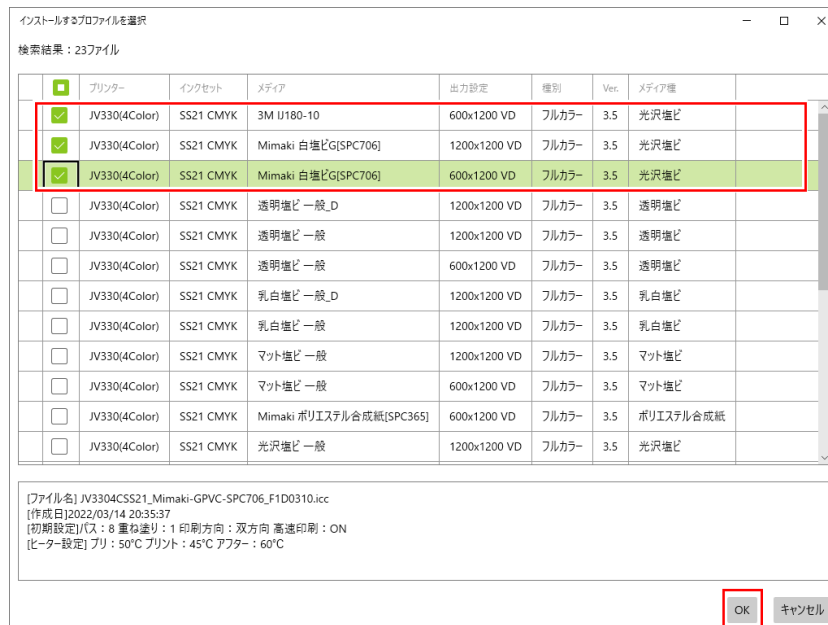 インストールするプロファイルを選択
検索結果：23ファイル
プリンター インクセット メディア 出力設定 種別 Ver. メディア種
JV330(4Color) SS21 CMYK 3M IJ180-10 600x1200 VD フルカラー 3.5 光沢塩ビ
JV330(4Color) SS21 CMYK Mimaki 白塩ビG[SPC706] 1200x1200 VD フルカラー 3.5 光沢塩ビ
JV330(4Color) SS21 CMYK Mimaki 白塩ビG[SPC706] 600x1200 VD フルカラー 3.5 光沢塩ビ
JV330(4Color) SS21 CMYK 透明塩ビ 一般_D 1200x1200 VD フルカラー 3.5 透明塩ビ
JV330(4Color) SS21 CMYK 透明塩ビ 一般 1200x1200 VD フルカラー 3.5 透明塩ビ
JV330(4Color) SS21 CMYK 透明塩ビ 一般 600x1200 VD フルカラー 3.5 透明塩ビ
JV330(4Color) SS21 CMYK 乳白塩ビ 一般_D 1200x1200 VD フルカラー 3.5 乳白塩ビ
JV330(4Color) SS21 CMYK 乳白塩ビ 一般 1200x1200 VD フルカラー 3.5 乳白塩ビ
JV330(4Color) SS21 CMYK マット塩ビ 一般 1200x1200 VD フルカラー 3.5 マット塩ビ
JV330(4Color) SS21 CMYK マット塩ビ 一般 600x1200 VD フルカラー 3.5 マット塩ビ
JV330(4Color) SS21 CMYK Mimaki ポリエステル合成紙[SPC365] 600x1200 VD フルカラー 3.5 ポリエステル合成紙
JV330(4Color) SS21 CMYK 光沢塩ビ 一般 1200x1200 VD フルカラー 3.5 光沢塩ビ
[ファイル名] JV3304CSS21_Mimaki-GPVC-SPC706_F1D0310.icc
[作成日]2022/03/14 20:35:37
[初期設定]パス：8 重ね塗り：1 印刷方向：双方向 高速印刷：ON
[ヒーター設定] プリ：50°C プリント：45°C アフター：60°C
OK キャンセル